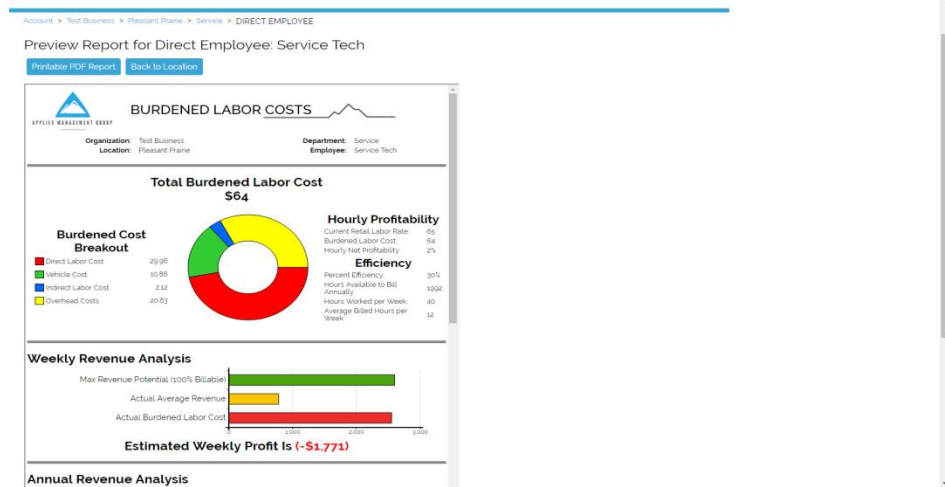 Account > Test Business > Pleasant Prairie > Service > DIRECT EMPLOYEE
Preview Report for Direct Employee: Service Tech
Printable PDF Report
Back to Location
APPLIED MANAGEMENT GROUP
BURDENED LABOR COSTS
Organization: Test Business
Location: Pleasant Prairie
Department: Service
Employee: Service Tech
Total Burdened Labor Cost
$64
Burdened Cost
Breakout
Direct Labor Cost 29.96
Vehicle Cost 10.86
Indirect Labor Cost 2.12
Overhead Costs 20.83
Hourly Profitability
Current Retail Labor Rate: 65
Burdened Labor Cost: 64
Hourly Net Profitability: 2%
Efficiency
Percent Efficiency: 30%
Hours Available to Bill
Annually: 1992
Hours Worked per Week: 40
Average Billed Hours per
Week: 12
Weekly Revenue Analysis
Max Revenue Potential (100% Billable)
Actual Average Revenue
Actual Burdened Labor Cost
0 1,000 2,000 3,000
Estimated Weekly Profit Is (-$1,771)
Annual Revenue Analysis